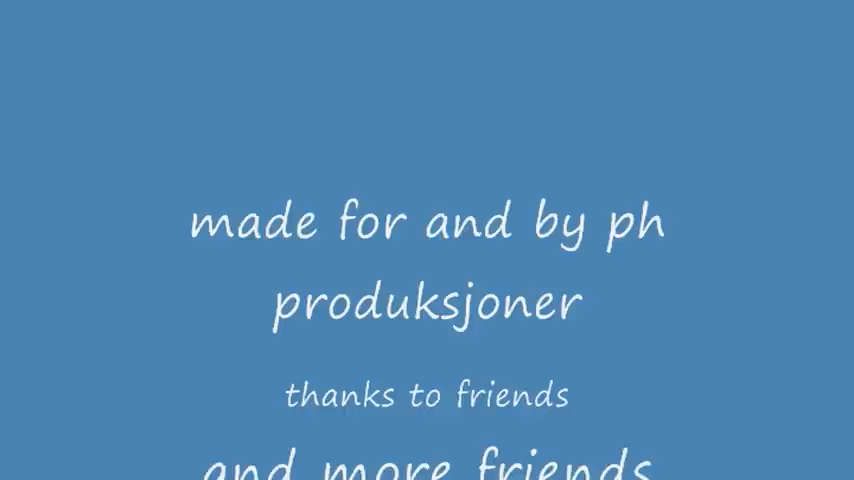 made for and by ph
produksjoner
thanks to friends
and more friends